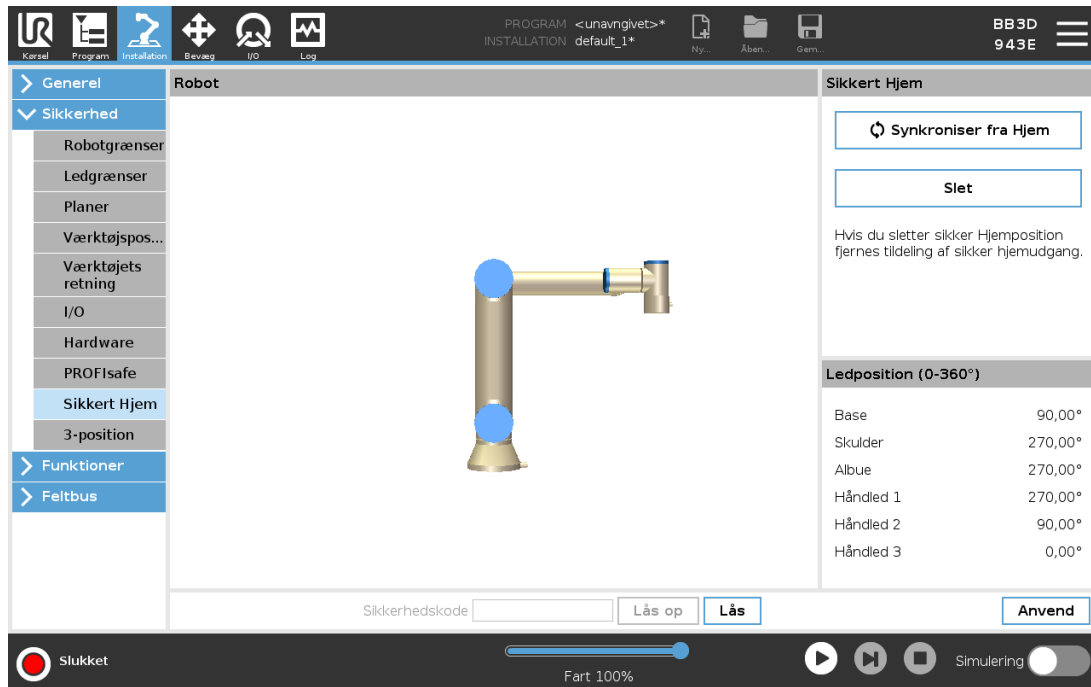 Kørsel
Program
Installation
Bevæg
I/O
Log
PROGRAM <unavngivet>*
INSTALLATION default_1*
Ny...
Åben...
Gem...
BB3D
943E
Generel
Sikkerhed
Robotgrænser
Ledgrænser
Planer
Værktøjspos...
Værktøjets
retning
I/O
Hardware
PROFIsafe
Sikkert Hjem
3-position
Funktioner
Feltbus
Robot
Sikkert Hjem
Synkroniser fra Hjem
Slet
Hvis du sletter sikker Hjemposition
fjernes tildeling af sikker hjemudgang.
Ledposition (0-360°)
Base 90,00°
Skulder 270,00°
Albue 270,00°
Håndled 1 270,00°
Håndled 2 90,00°
Håndled 3 0,00°
Sikkerhedskode Lås op Lås Anvend
Slukket
Fart 100%
Simulering